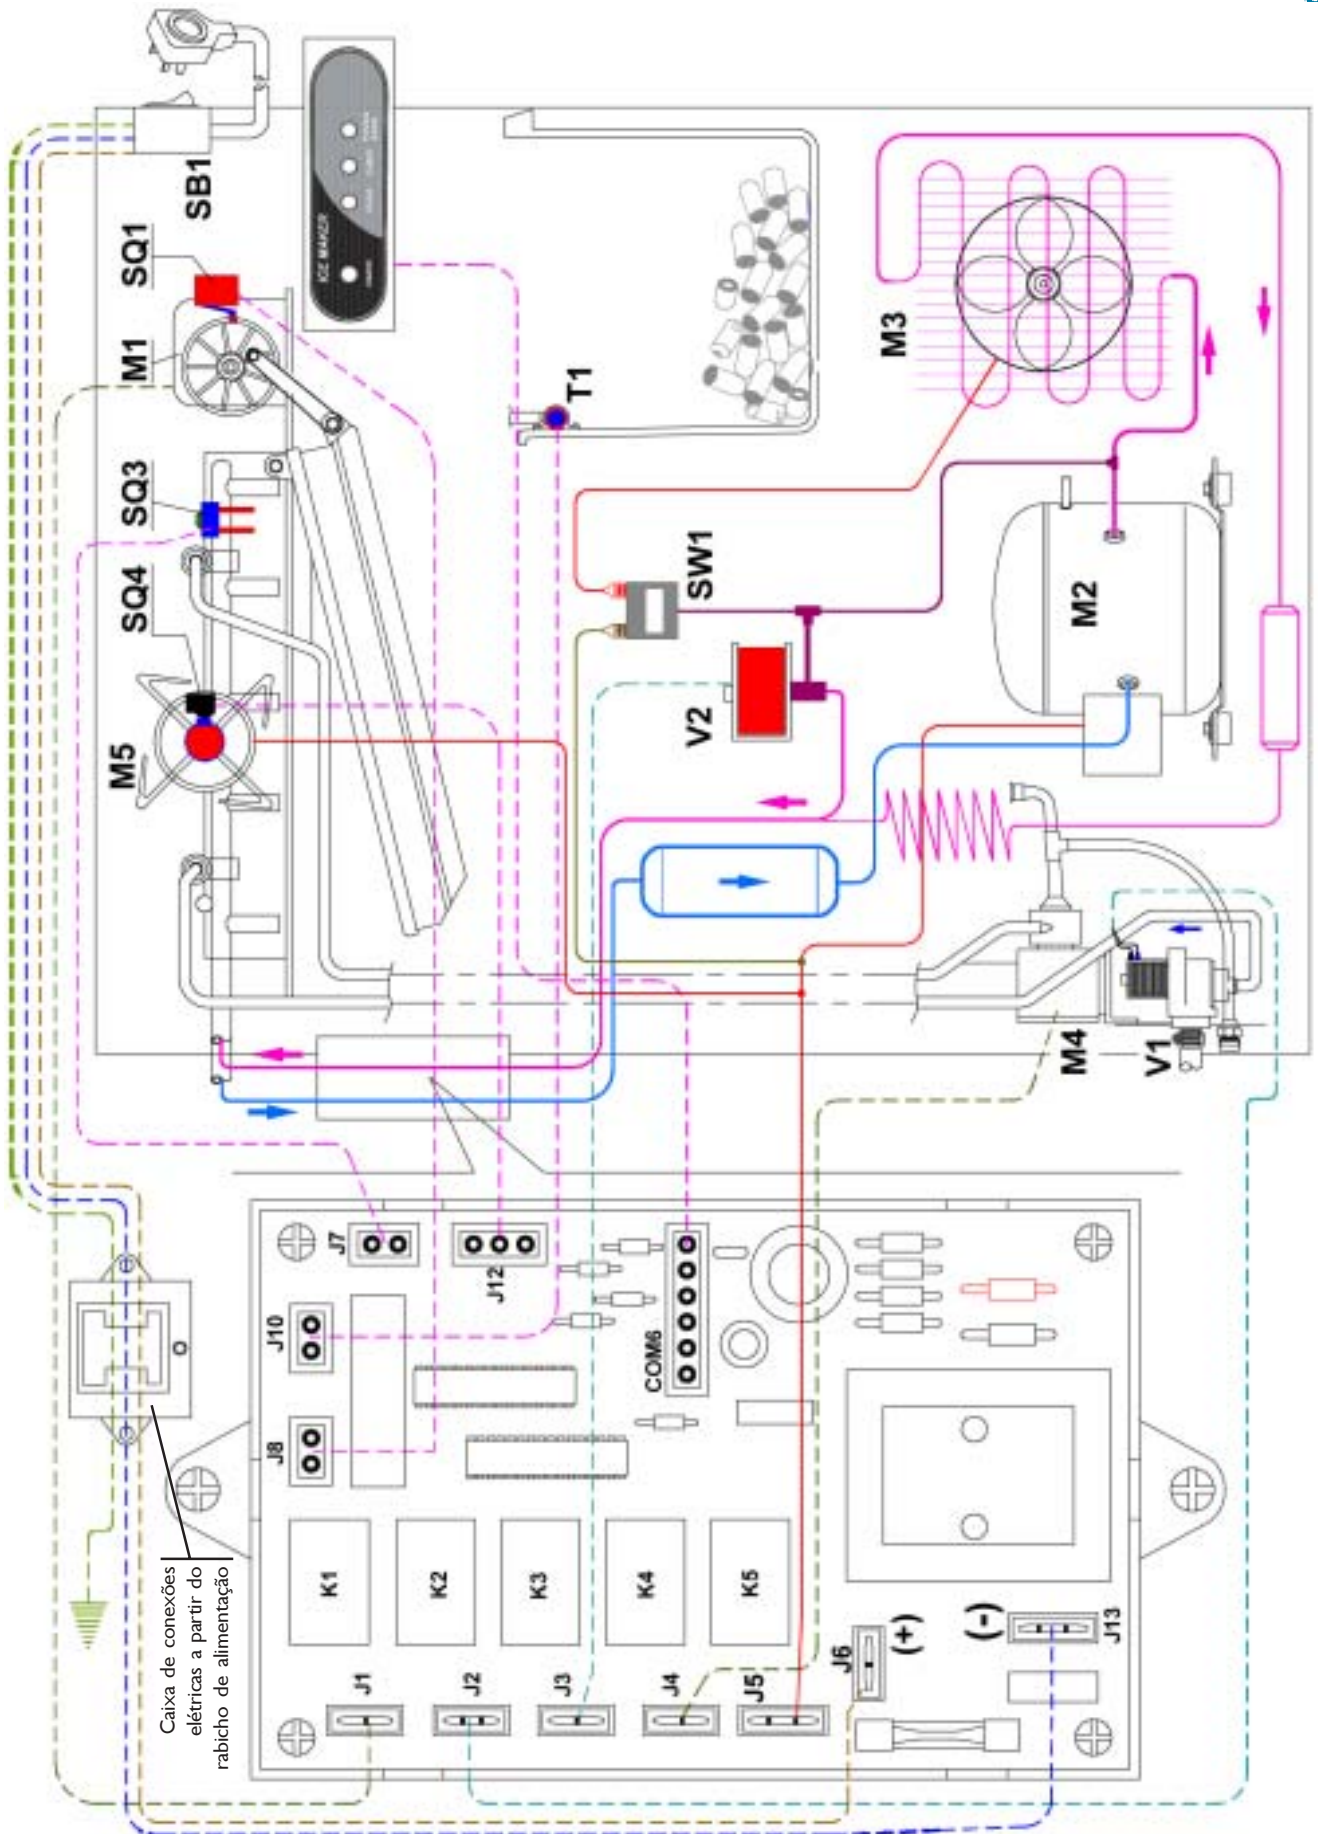 SB1
SQ1
M1
SQ3
SQ4
M5
ICE MAKER
T1
M3
SW1
V2
M2
M4
V1
J7
J12
J10
J8
COM6
K1
K2
K3
K4
K5
J1
J2
J3
J4
J5
J6
(+)
(-)
J13
Caixa de conexões
elétricas a partir do
rabicho de alimentação